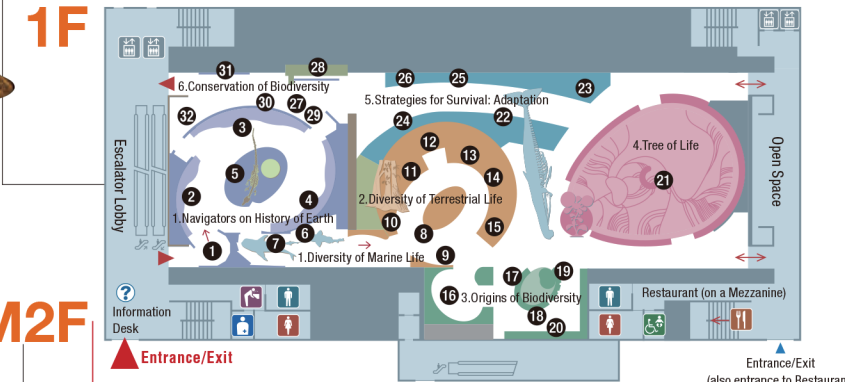 1F
31
28
26
25
6.Conservation of Biodiversity
23
30
27
29
5.Strategies for Survival: Adaptation
32
24
22
3
12
4.Tree of Life
Escalator Lobby
Open Space
13
11
14
5
21
2
4
2.Diversity of Terrestrial Life
1.Navigators on History of Earth
10
15
6
8
7
1
1.Diversity of Marine Life
9
17
19
16
3.Origins of Biodiversity
?
Restaurant (on a Mezzanine)
Information
Desk
18
20
M2F
Entrance/Exit
Entrance/Exit
(also entrance to Restaurant